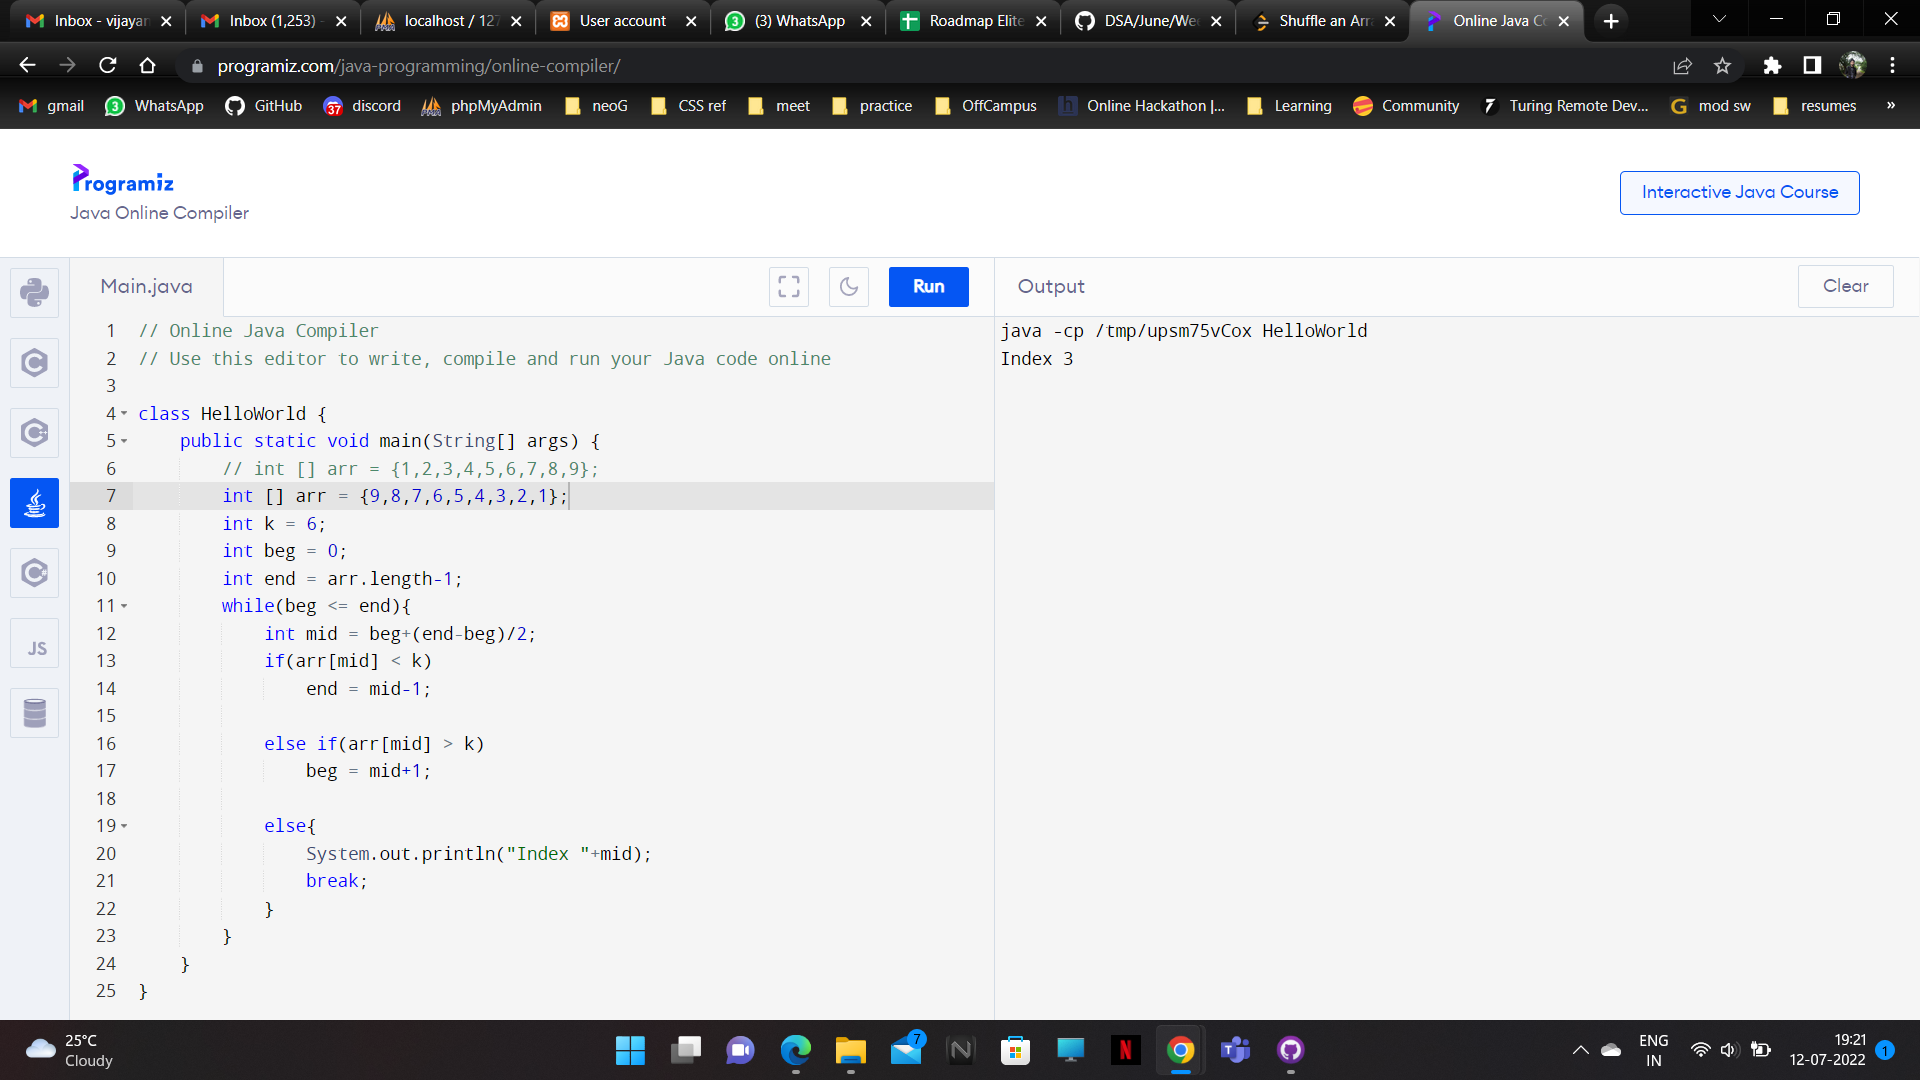 Inbox - vijayan
Inbox (1,253) -
localhost / 127
User account
(3) WhatsApp
Roadmap Elite
DSA/June/Wee
Shuffle an Arr
Online Java Co
programiz.com/java-programming/online-compiler/
gmail
3 WhatsApp
GitHub
37 discord
phpMyAdmin
neoG
CSS ref
meet
practice
OffCampus
h Online Hackathon |...
Learning
Community
Turing Remote Dev...
G mod sw
resumes
»
Programiz
Java Online Compiler
Interactive Java Course
Main.java
Run
Output
Clear
1 // Online Java Compiler
2 // Use this editor to write, compile and run your Java code online
3
4 class HelloWorld {
5 public static void main(String[] args) {
6 // int [] arr = {1,2,3,4,5,6,7,8,9};
7 int [] arr = {9,8,7,6,5,4,3,2,1};
8 int k = 6;
9 int beg = 0;
10 int end = arr.length-1;
11 while(beg <= end){
12 int mid = beg+(end-beg)/2;
13 if(arr[mid] < k)
14 end = mid-1;
15
16 else if(arr[mid] > k)
17 beg = mid+1;
18
19 else{
20 System.out.println("Index "+mid);
21 break;
22 }
23 }
24 }
25 }
java -cp /tmp/upsm75vCox HelloWorld
Index 3
JS
25°C
Cloudy
7
N
N
ENG
IN
19:21
12-07-2022
1